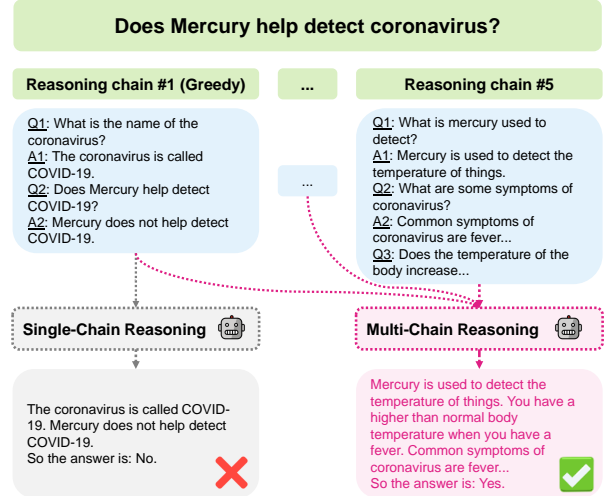 Does Mercury help detect coronavirus?
Reasoning chain #1 (Greedy)
...
Reasoning chain #5
Q1: What is the name of the
coronavirus?
A1: The coronavirus is called
COVID-19.
Q2: Does Mercury help detect
COVID-19?
A2: Mercury does not help detect
COVID-19.
...
Q1: What is mercury used to
detect?
A1: Mercury is used to detect the
temperature of things.
Q2: What are some symptoms of
coronavirus?
A2: Common symptoms of
coronavirus are fever...
Q3: Does the temperature of the
body increase...
Single-Chain Reasoning
Multi-Chain Reasoning
The coronavirus is called COVID-
19. Mercury does not help detect
COVID-19.
So the answer is: No.
Mercury is used to detect the
temperature of things. You have a
higher than normal body
temperature when you have a
fever. Common symptoms of
coronavirus are fever...
So the answer is: Yes.